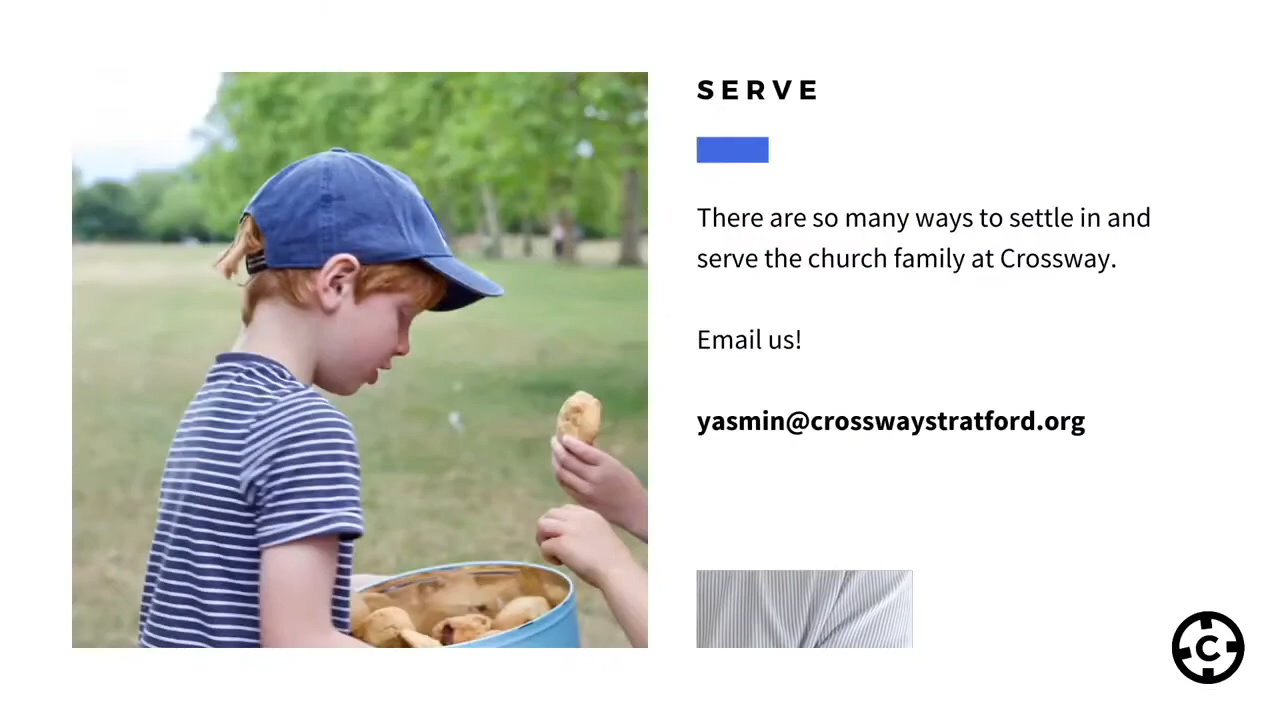 SERVE
There are so many ways to settle in and
serve the church family at Crossway.
Email us!
yasmin@crosswaystratford.org
C